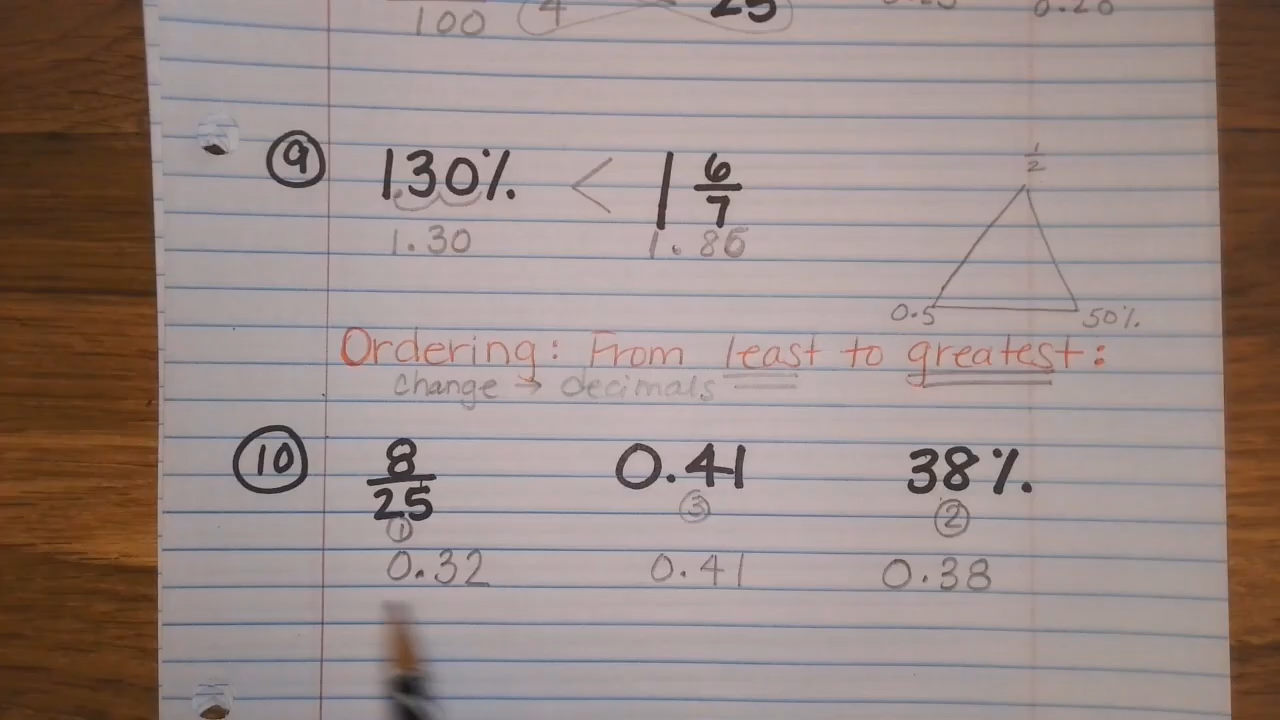 100 4 25
⑨ 130% < 1 6/7
1.30 1.86
1/2
0.5 50%
Ordering: From least to greatest:
change → decimals
⑩ 8/25 0.41 38%
① ③ ②
0.32 0.41 0.38